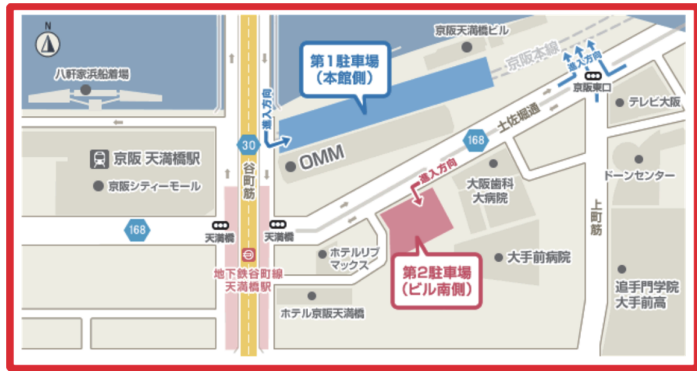 N
八軒家浜船着場
京阪天満橋ビル
京阪本線
第1駐車場
(本館側)
進入方向
京阪東口
テレビ大阪
進入方向
30
谷町筋
OMM
168
土佐堀通
京阪 天満橋駅
京阪シティーモール
進入方向
大阪歯科
大病院
ドーンセンター
上町筋
168
天満橋
天満橋
地下鉄谷町線
天満橋駅
ホテルリブ
マックス
第2駐車場
(ビル南側)
大手前病院
追手門学院
大手前高
ホテル京阪天満橋